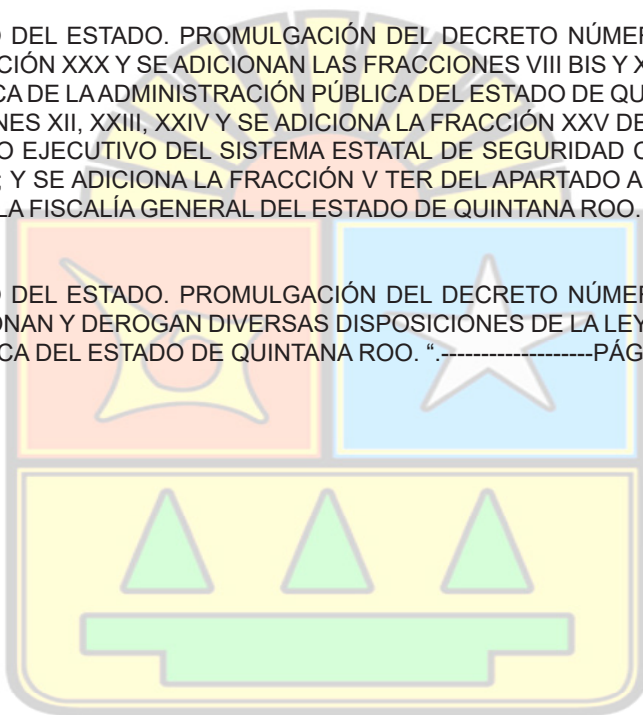 DEL ESTADO. PROMULGACIÓN DEL DECRETO
CIÓN XXX Y SE ADICIONAN LAS FRACCIONES VIII BIS Y X
CA DE LA ADMINISTRACIÓN PÚBLICA DEL ESTADO DE QU
NES XII, XXIII, XXIV Y SE ADICIONA LA FRACCIÓN XXV DE
O EJECUTIVO DEL SISTEMA ESTATAL DE SEGURIDAD
; Y SE ADICIONA LA FRACCIÓN V TER DEL APARTADO A
LA FISCALÍA GENERAL DEL ESTADO DE QUINTANA ROO.
DEL ESTADO. PROMULGACIÓN DEL DECRETO
ONAN Y DEROGAN DIVERSAS DISPOSICIONES DE LA LEY
CA DEL ESTADO DE QUINTANA ROO. “.-------------------PÁG